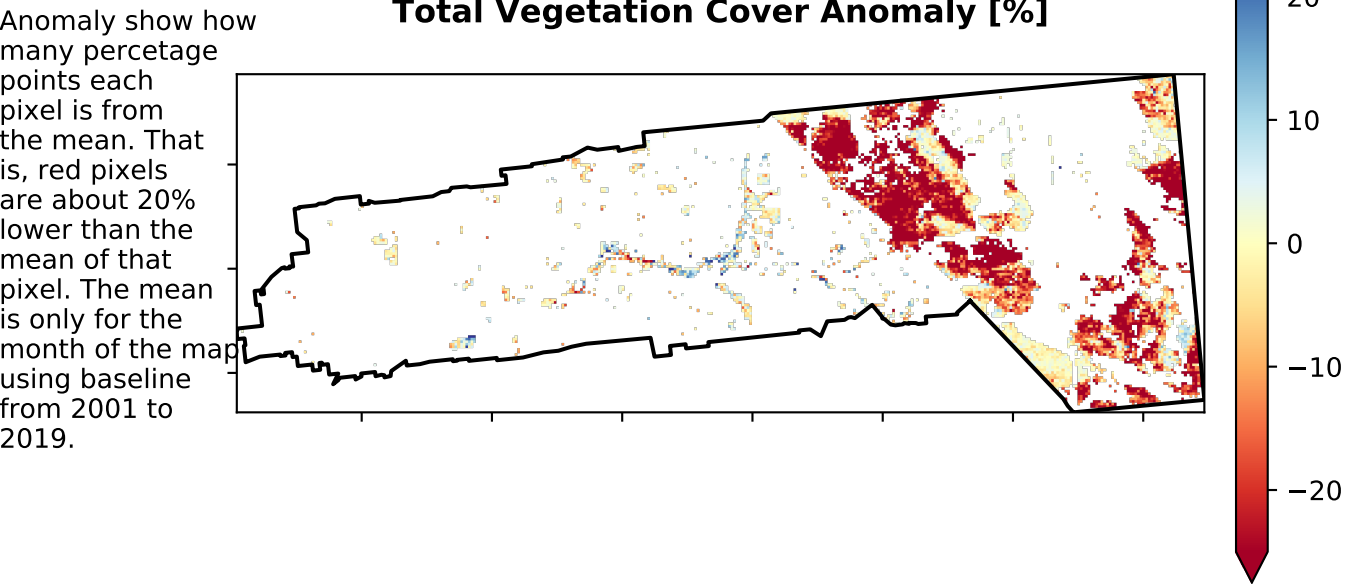 Total Vegetation Cover Anomaly [%]
Anomaly show how
many percetage
points each
pixel is from
the mean. That
is, red pixels
are about 20%
lower than the
mean of that
pixel. The mean
is only for the
month of the map
using baseline
from 2001 to
2019.
20
10
0
−10
−20